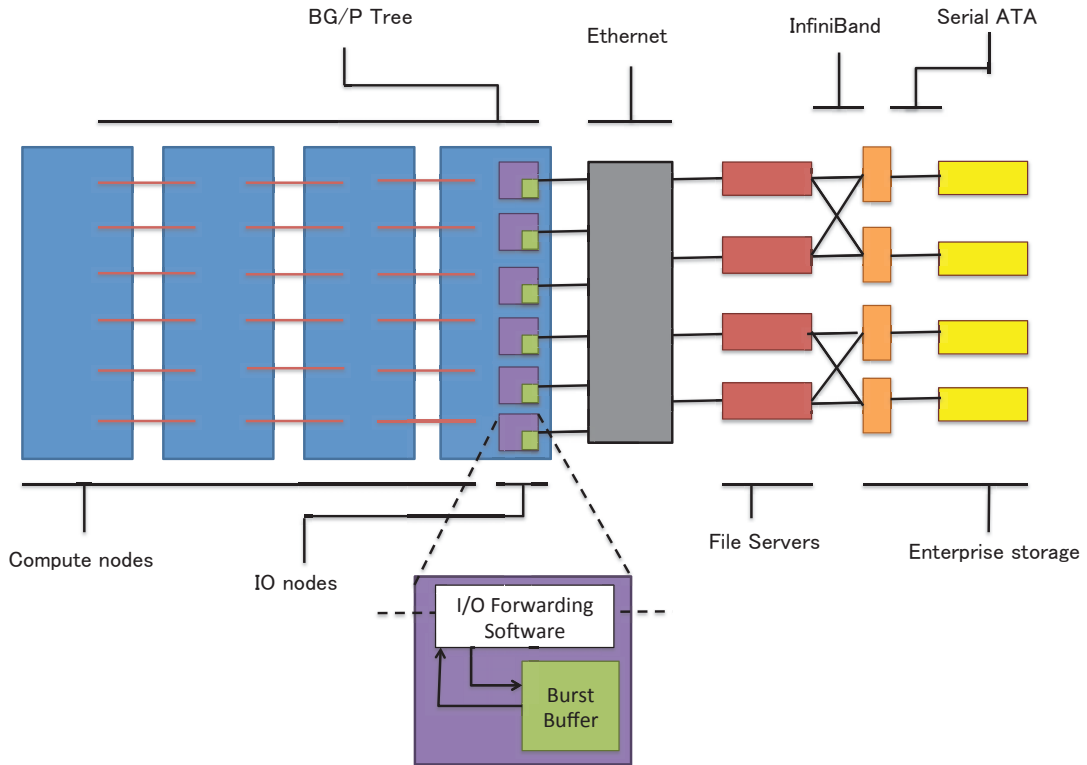 BG/P Tree
Ethernet
InfiniBand
Serial ATA
Compute nodes
IO nodes
File Servers
Enterprise storage
I/O Forwarding
Software
Burst
Buffer